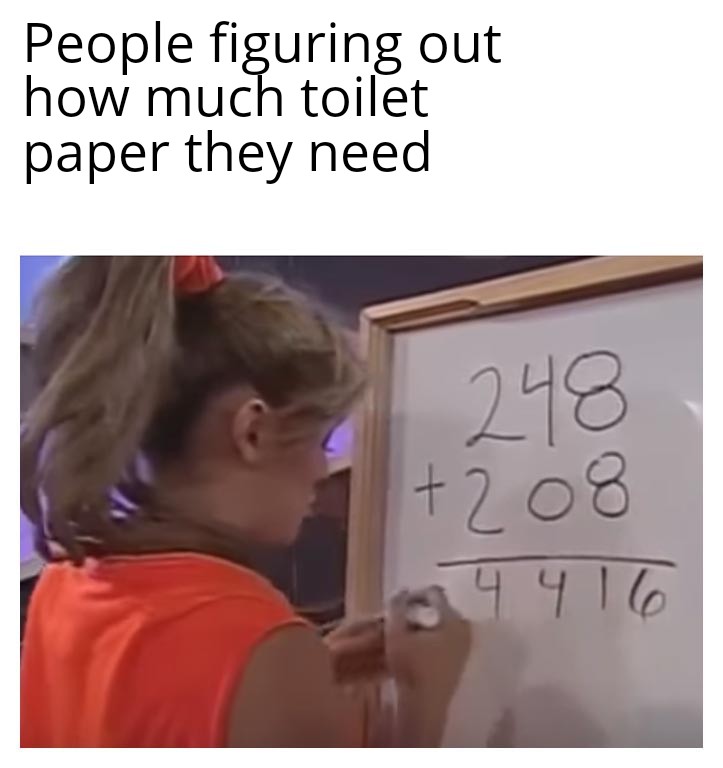 People figuring out
how much toilet
paper they need
248
+208
4416